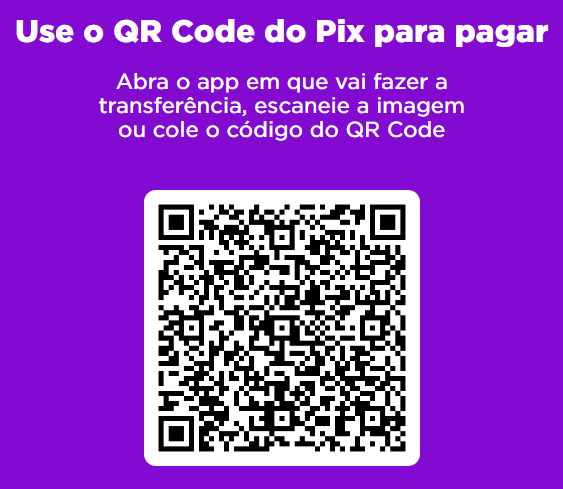 Use o QR Code do Pix para pagar
Abra o app em que vai fazer a
transferência, escaneie a imagem
ou cole o código do QR Code